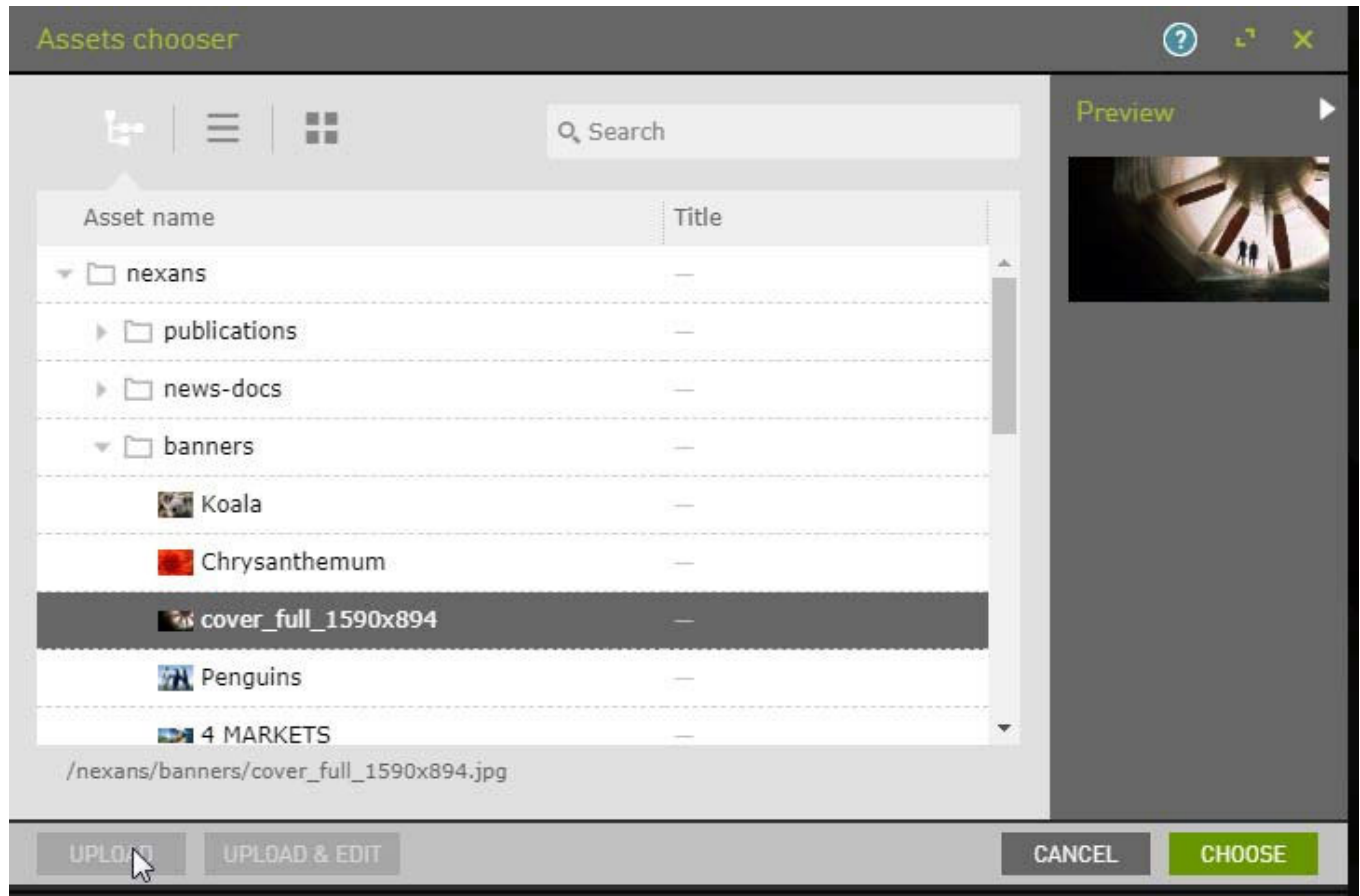 Assets chooser
?
Search
Preview
Asset name Title
nexans —
publications —
news-docs —
banners —
Koala —
Chrysanthemum —
cover_full_1590x894 —
Penguins —
4 MARKETS —
/nexans/banners/cover_full_1590x894.jpg
UPLOAD UPLOAD & EDIT CANCEL CHOOSE